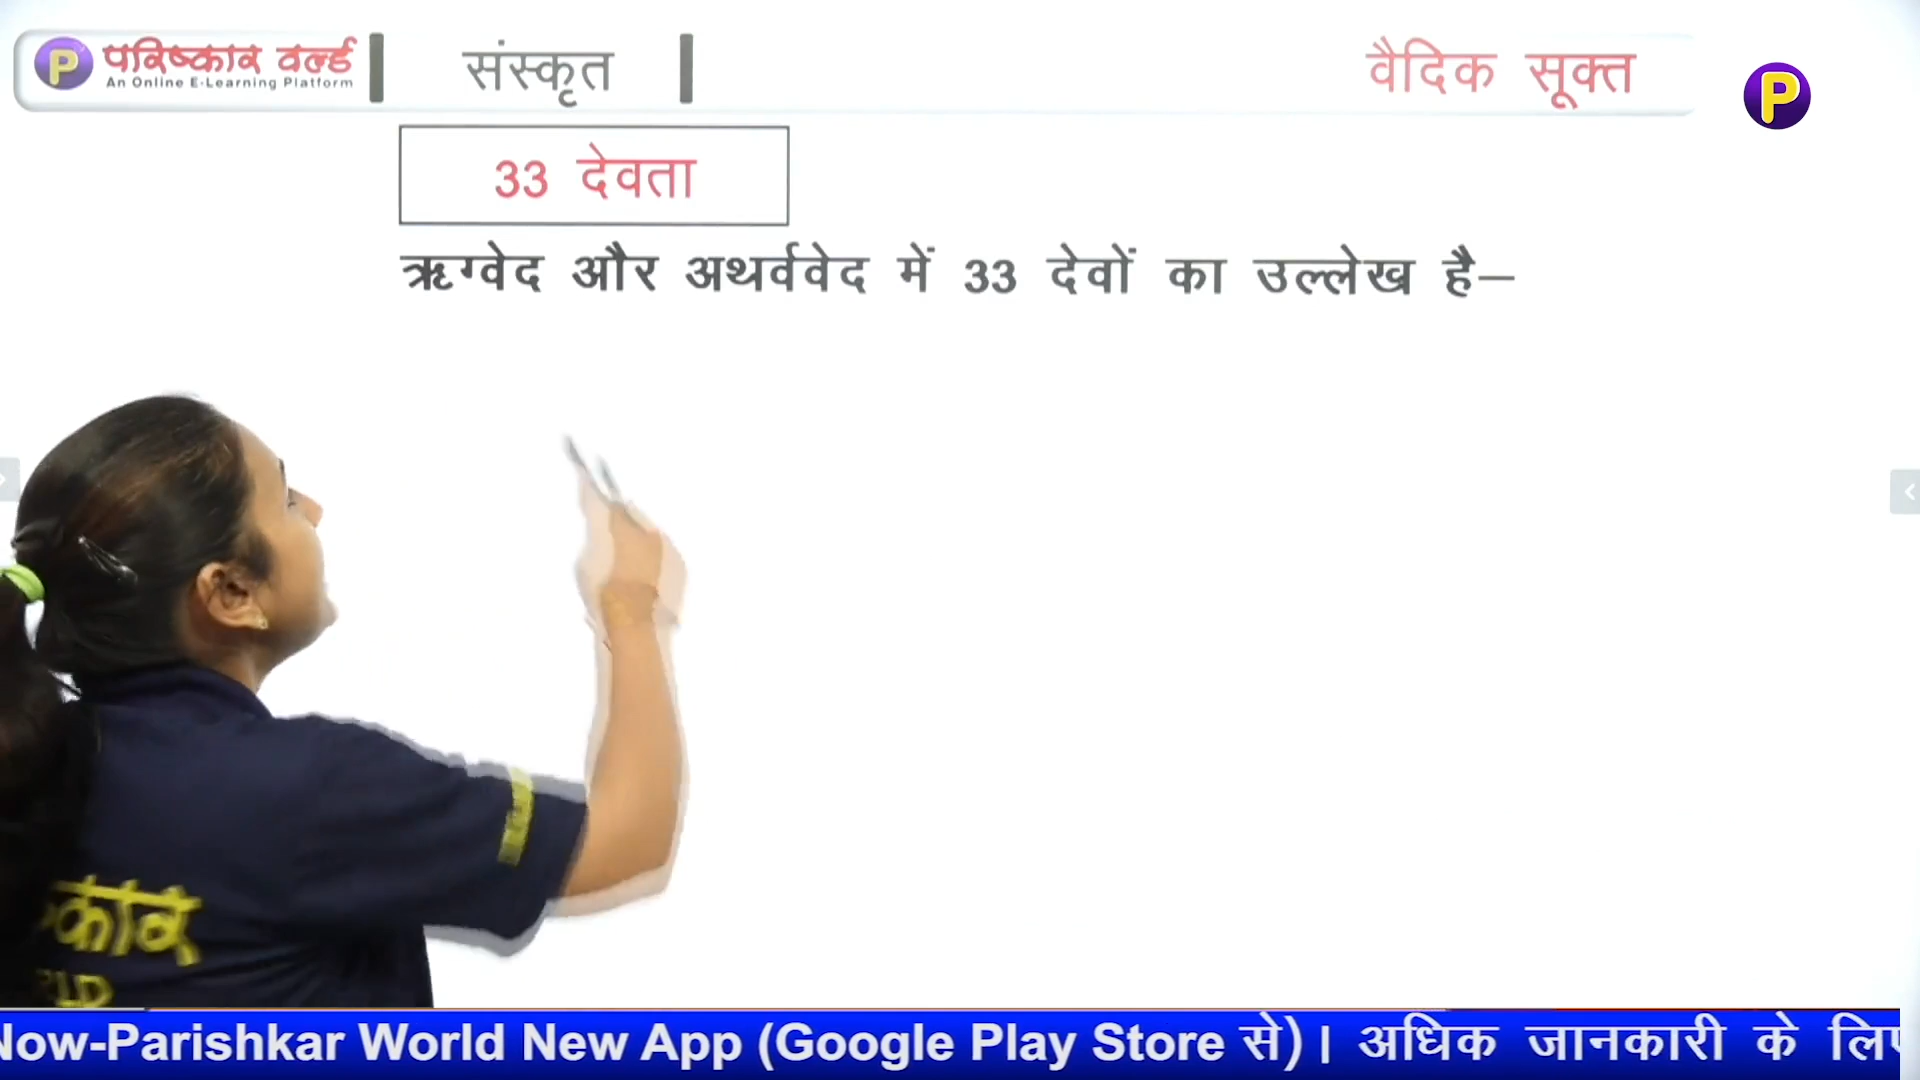 परिष्कार वर्ल्ड
An Online E-Learning Platform
संस्कृत
वैदिक सूक्त
P
33 देवता
ऋग्वेद और अथर्ववेद में 33 देवों का उल्लेख है–
Now-Parishkar World New App (Google Play Store से)। अधिक जानकारी के